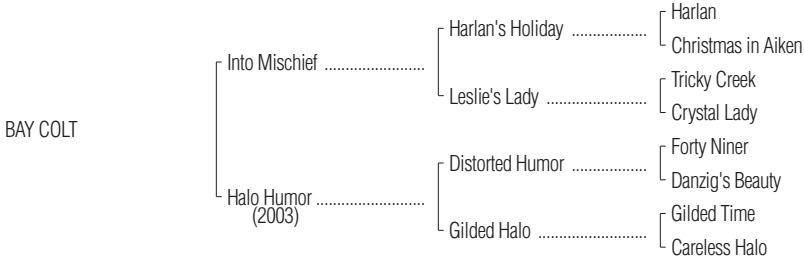 Harlan
Harlan's Holiday ....................
Christmas in Aiken
Into Mischief ...........................
Tricky Creek
Leslie's Lady ...........................
Crystal Lady
BAY COLT
Forty Niner
Distorted Humor ....................
Danzig's Beauty
Halo Humor .............................
(2003)
Gilded Time
Gilded Halo .............................
Careless Halo